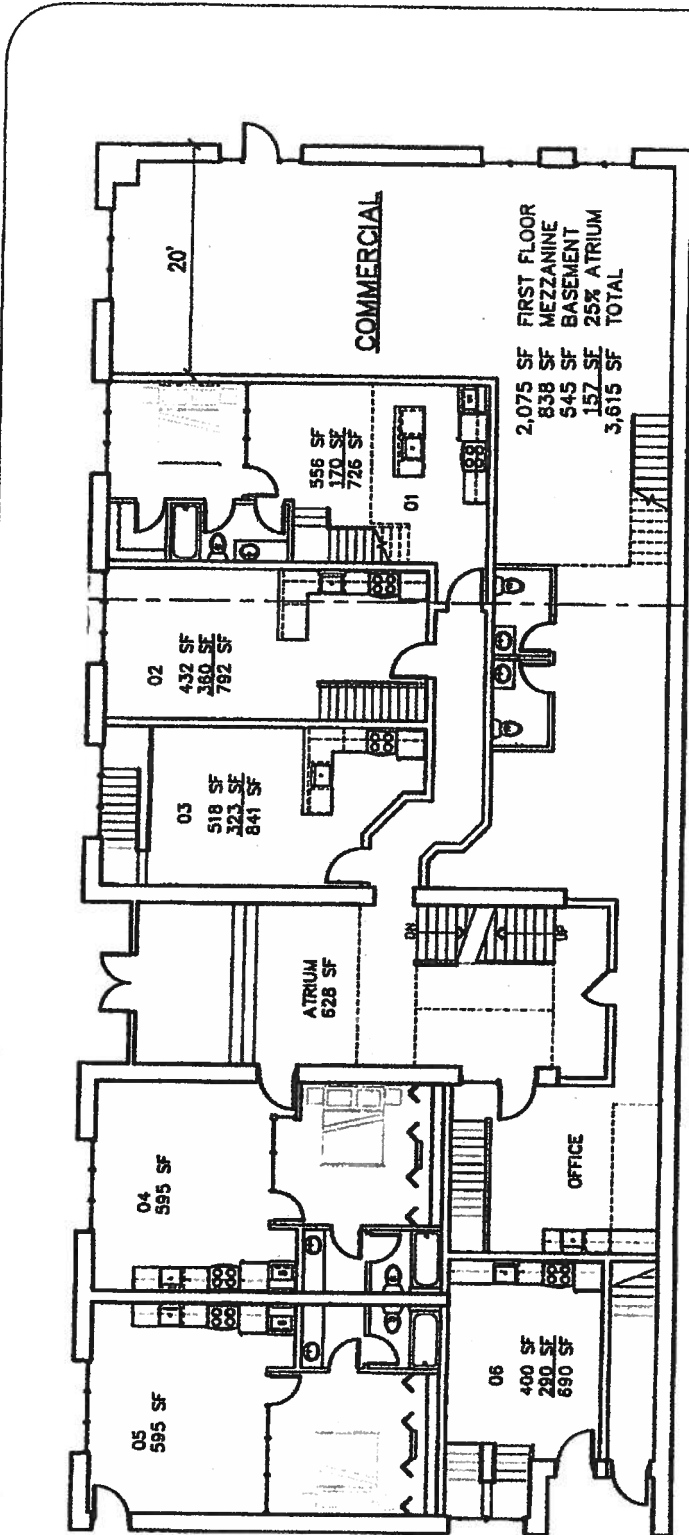 20'
COMMERCIAL
2,075 SF FIRST FLOOR
838 SF MEZZANINE
545 SF BASEMENT
157 SF 25% ATRIUM
3,615 SF TOTAL
556 SF
170 SF
726 SF
01
02
432 SF
360 SF
792 SF
03
518 SF
323 SF
841 SF
ATRIUM
628 SF
DN
UP
04
595 SF
OFFICE
05
595 SF
06
400 SF
290 SF
690 SF